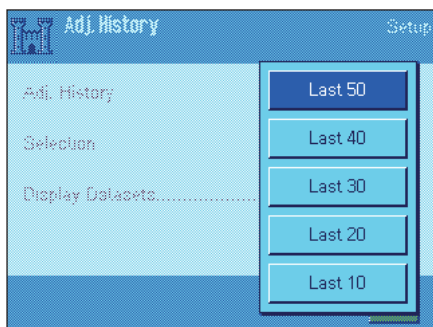 Adj. History
Setup
Adj. History
Selection
Display Datasets..................
Last 50
Last 40
Last 30
Last 20
Last 10